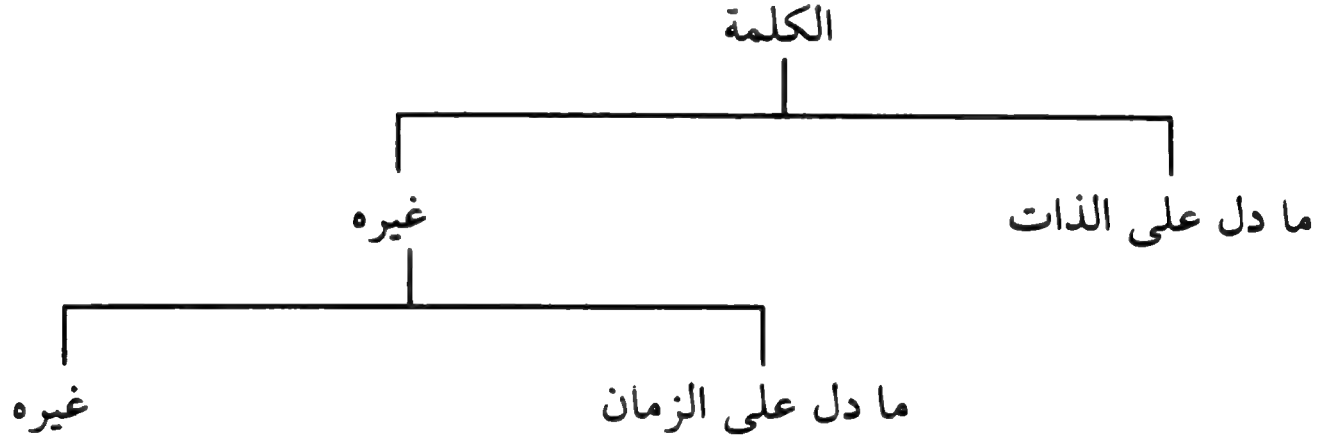 الكلمة
ما دل على الذات
غيره
ما دل على الزمان
غيره